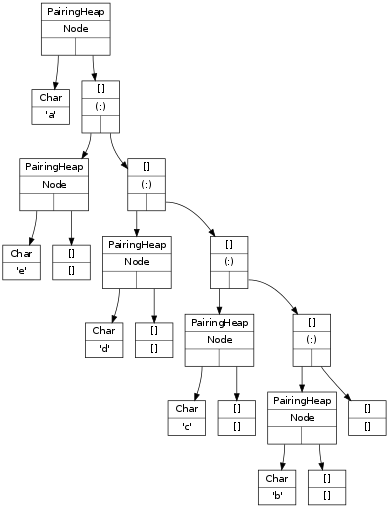 PairingHeap
Node
Char
'a'
[]
(:)
PairingHeap
Node
[]
(:)
Char
'e'
[]
[]
PairingHeap
Node
[]
(:)
Char
'd'
[]
[]
PairingHeap
Node
[]
(:)
Char
'c'
[]
[]
PairingHeap
Node
[]
[]
Char
'b'
[]
[]